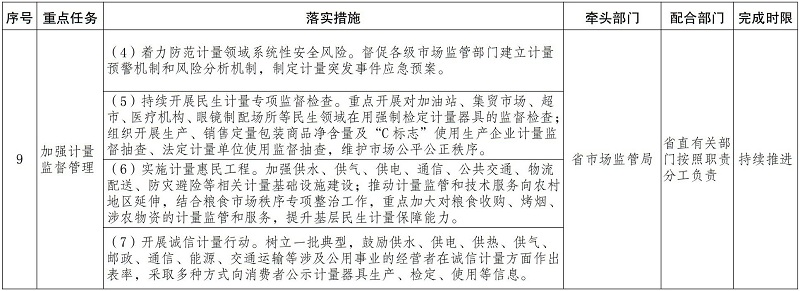 序号 重点任务 落实措施 牵头部门 配合部门 完成时限
9
加强计量
监督管理
（4）着力防范计量领域系统性安全风险。督促各级市场监管部门建立计量
预警机制和风险分析机制，制定计量突发事件应急预案。
（5）持续开展民生计量专项监督检查。重点开展对加油站、集贸市场、超
市、医疗机构、眼镜制配场所等民生领域在用强制检定计量器具的监督检查；
组织开展生产、销售定量包装商品净含量及“C标志”使用生产企业计量监
督抽查、法定计量单位使用监督抽查，维护市场公平公正秩序。
（6）实施计量惠民工程。加强供水、供气、供电、通信、公共交通、物流
配送、防灾避险等相关计量基础设施建设；推动计量监管和技术服务向农村
地区延伸，结合粮食市场秩序专项整治工作，重点加大对粮食收购、烤烟、
涉农物资的计量监管和服务，提升基层民生计量保障能力。
（7）开展诚信计量行动。树立一批典型，鼓励供水、供电、供热、供气、
邮政、通信、能源、交通运输等涉及公用事业的经营者在诚信计量方面作出
表率，采取多种方式向消费者公示计量器具生产、检定、使用等信息。
省市场监管局
省直有关部
门按照职责
分工负责
持续推进